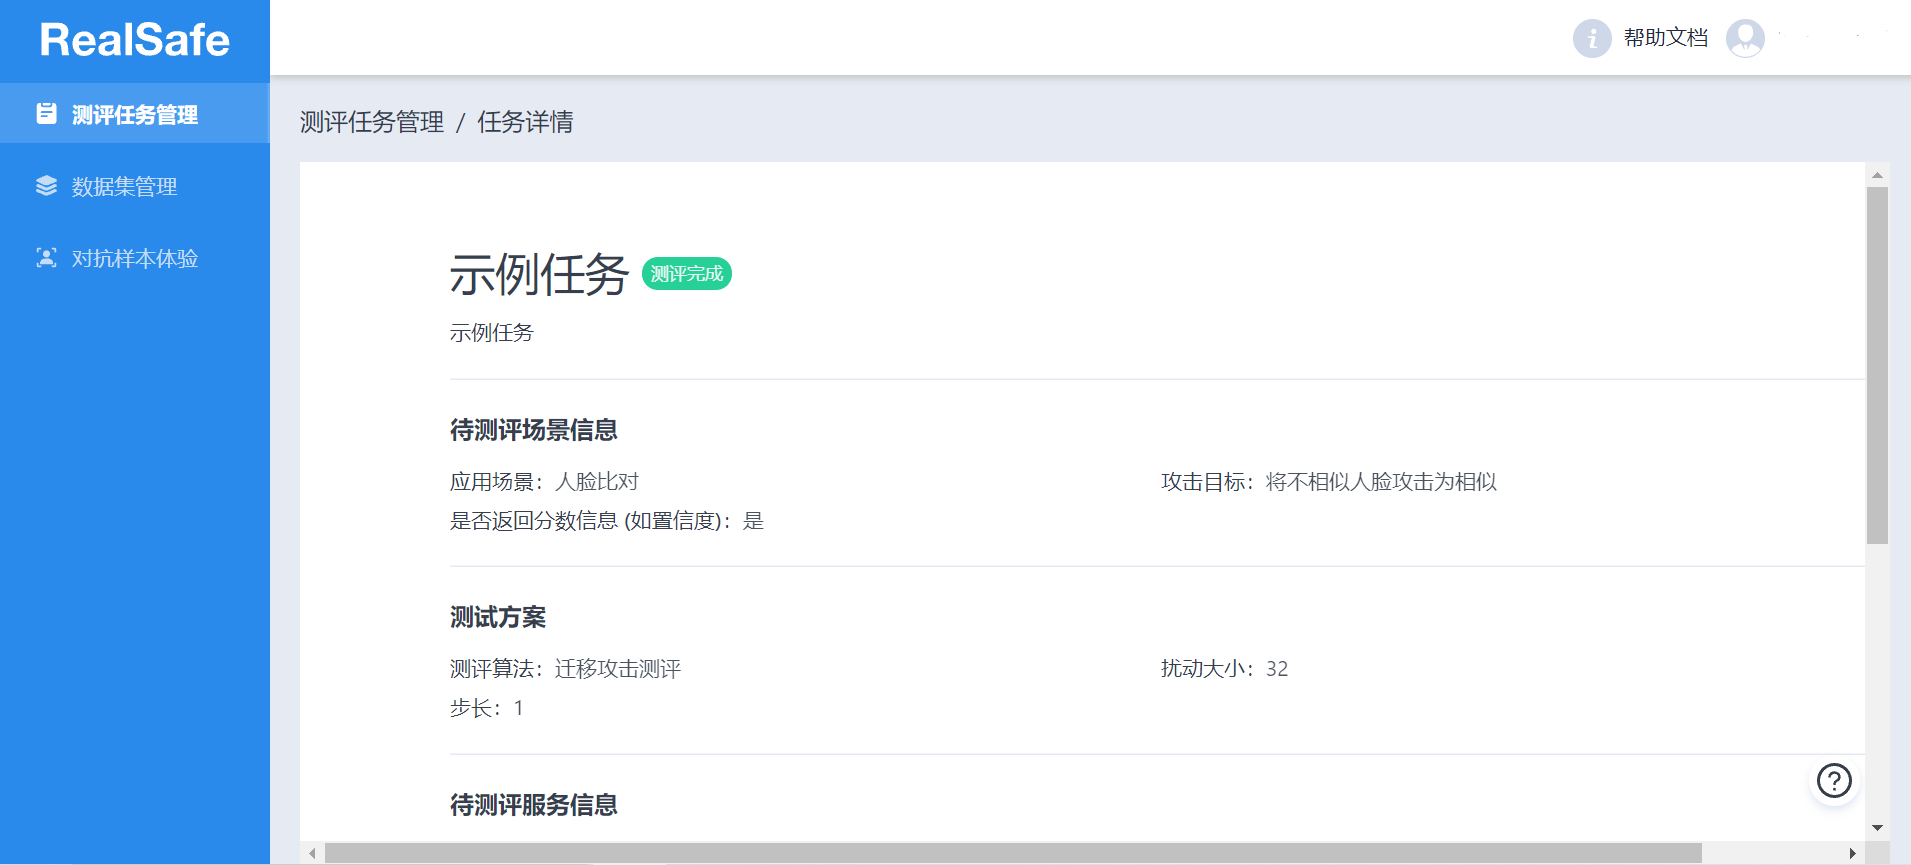 RealSafe
帮助文档
测评任务管理
数据集管理
对抗样本体验
测评任务管理 / 任务详情
示例任务 测评完成
示例任务
待测评场景信息
应用场景：人脸比对 攻击目标：将不相似人脸攻击为相似
是否返回分数信息 (如置信度)：是
测试方案
测评算法：迁移攻击测评 扰动大小：32
步长：1
待测评服务信息